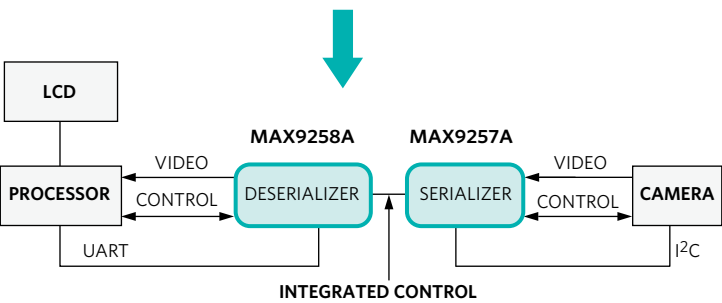 LCD
MAX9258A
MAX9257A
VIDEO
VIDEO
PROCESSOR
CONTROL
DESERIALIZER
SERIALIZER
CONTROL
CAMERA
UART
I²C
INTEGRATED CONTROL